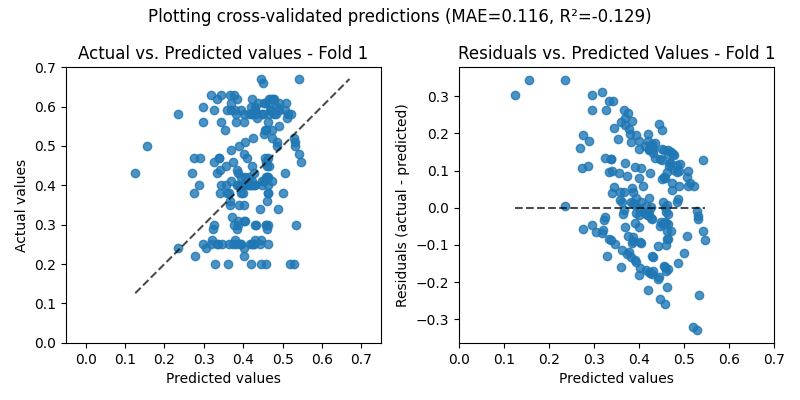 Plotting cross-validated predictions (MAE=0.116, R²=-0.129)
Actual vs. Predicted values - Fold 1
Actual values
0.7
0.6
0.5
0.4
0.3
0.2
0.1
0.0
0.0 0.1 0.2 0.3 0.4 0.5 0.6 0.7
Predicted values
Residuals vs. Predicted Values - Fold 1
Residuals (actual - predicted)
0.3
0.2
0.1
0.0
−0.1
−0.2
−0.3
0.0 0.1 0.2 0.3 0.4 0.5 0.6 0.7
Predicted values